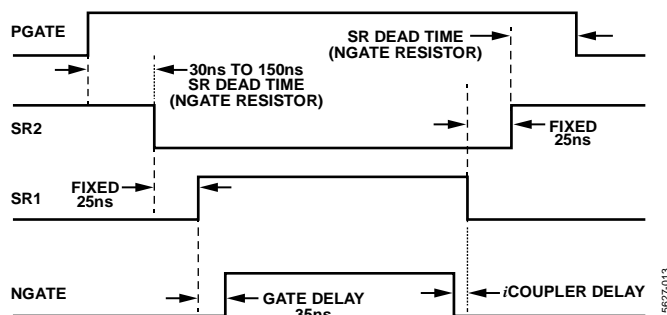 PGATE
SR DEAD TIME
(NGATE RESISTOR)
30ns TO 150ns
SR DEAD TIME
(NGATE RESISTOR)
SR2
FIXED
25ns
FIXED
25ns
SR1
NGATE
GATE DELAY
35ns
iCOUPLER DELAY
5627-013